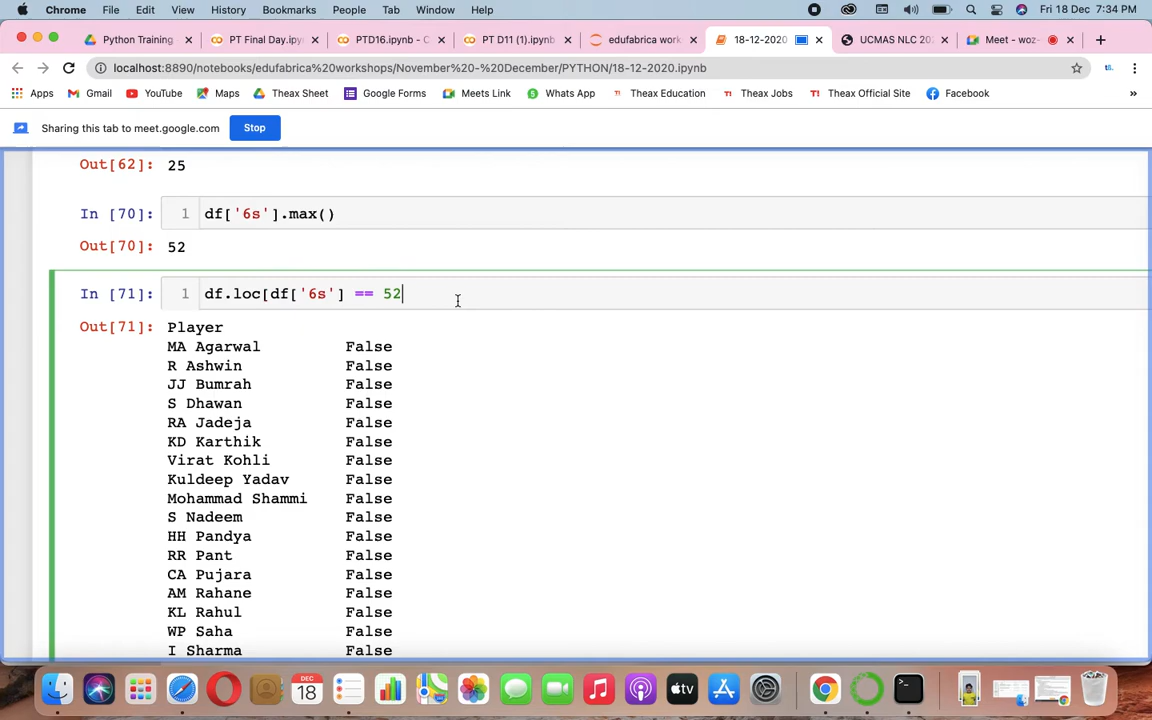 Chrome File Edit View History Bookmarks People Tab Window Help Fri 18 Dec 7:34 PM
Python Training PT Final Day.ipy PTD16.ipynb - C PT D11 (1).ipynb edufabrica work 18-12-2020 UCMAS NLC 202 Meet - woz-
localhost:8890/notebooks/edufabrica%20workshops/November%20-%20December/PYTHON/18-12-2020.ipynb
Apps Gmail YouTube Maps Theax Sheet Google Forms Meets Link Whats App Theax Education Theax Jobs Theax Official Site Facebook »
Sharing this tab to meet.google.com Stop
Out[62]: 25
In [70]: 1 df['6s'].max()
Out[70]: 52
In [71]: 1 df.loc[df['6s'] == 52
Out[71]: Player
MA Agarwal False
R Ashwin False
JJ Bumrah False
S Dhawan False
RA Jadeja False
KD Karthik False
Virat Kohli False
Kuldeep Yadav False
Mohammad Shammi False
S Nadeem False
HH Pandya False
RR Pant False
CA Pujara False
AM Rahane False
KL Rahul False
WP Saha False
I Sharma False
DEC
18
tv